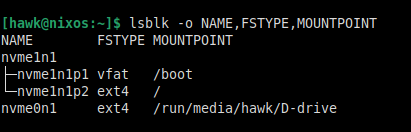 [hawk@nixos:~]$ lsblk -o NAME,FSTYPE,MOUNTPOINT
NAME        FSTYPE MOUNTPOINT
nvme1n1
├─nvme1n1p1 vfat   /boot
└─nvme1n1p2 ext4   /
nvme0n1     ext4   /run/media/hawk/D-drive